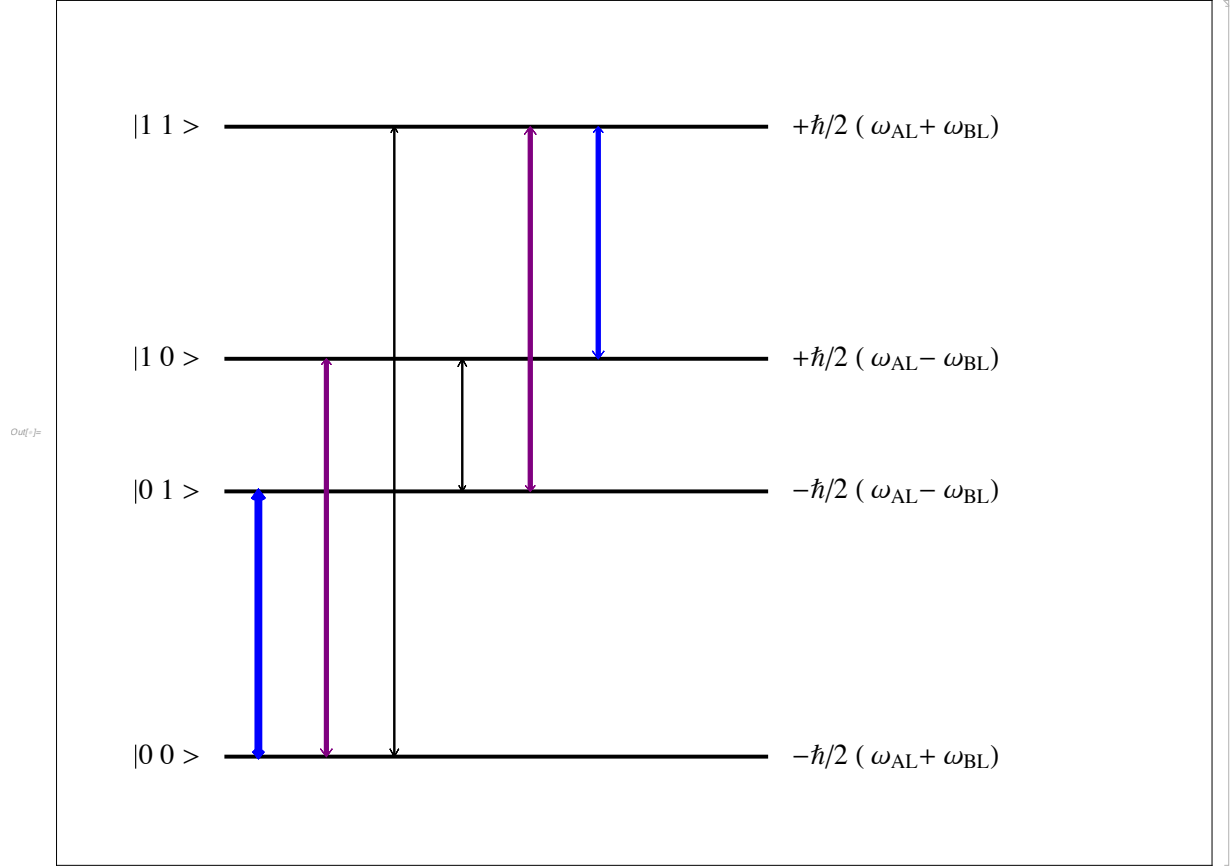 |1 1 > +ℏ/2 ( ωAL+ ωBL)
|1 0 > +ℏ/2 ( ωAL− ωBL)
Out[•]=
|0 1 > −ℏ/2 ( ωAL− ωBL)
|0 0 > −ℏ/2 ( ωAL+ ωBL)